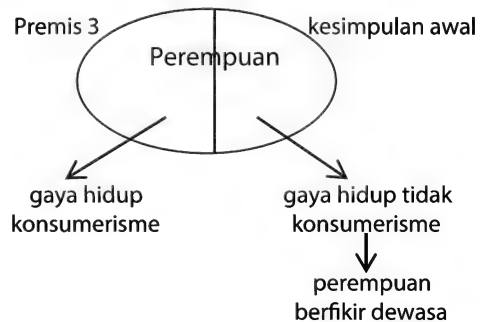 Premis 3
kesimpulan awal
Perempuan
gaya hidup
konsumerisme
gaya hidup tidak
konsumerisme
perempuan
berfikir dewasa